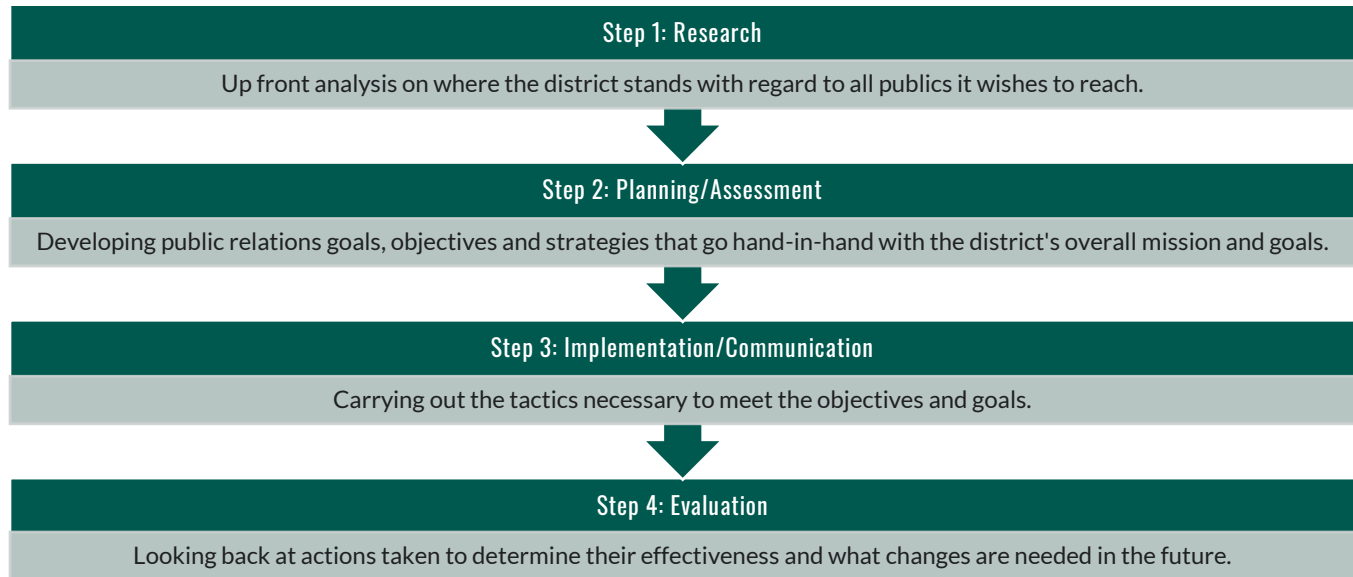 Step 1: Research
Up front analysis on where the district stands with regard to all publics it wishes to reach.
Step 2: Planning/Assessment
Developing public relations goals, objectives and strategies that go hand-in-hand with the district's overall mission and goals.
Step 3: Implementation/Communication
Carrying out the tactics necessary to meet the objectives and goals.
Step 4: Evaluation
Looking back at actions taken to determine their effectiveness and what changes are needed in the future.